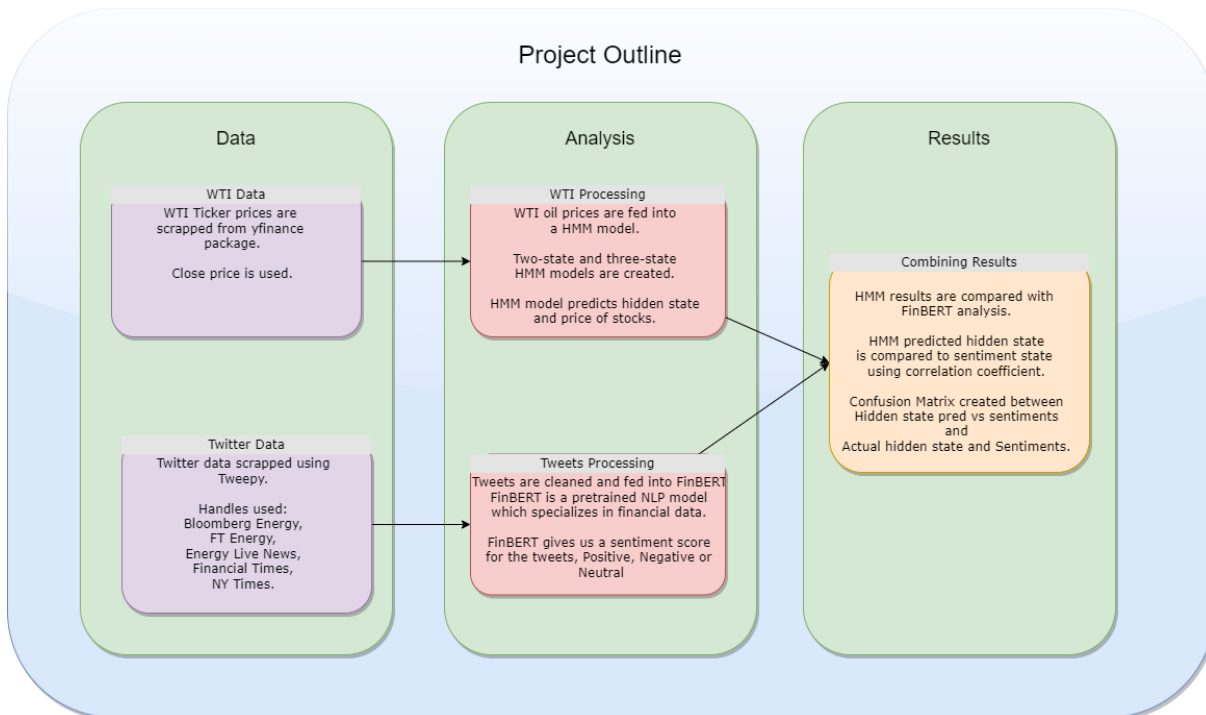 Project Outline
Data
WTI Data
WTI Ticker prices are
scrapped from yfinance
package.
Close price is used.
Twitter Data
Twitter data scrapped using
Tweepy.
Handles used:
Bloomberg Energy,
FT Energy,
Energy Live News,
Financial Times,
NY Times.
Analysis
WTI Processing
WTI oil prices are fed into
a HMM model.
Two-state and three-state
HMM models are created.
HMM model predicts hidden state
and price of stocks.
Tweets Processing
Tweets are cleaned and fed into FinBERT
FinBERT is a pretrained NLP model
which specializes in financial data.
FinBERT gives us a sentiment score
for the tweets, Positive, Negative or
Neutral
Results
Combining Results
HMM results are compared with
FinBERT analysis.
HMM predicted hidden state
is compared to sentiment state
using correlation coefficient.
Confusion Matrix created between
Hidden state pred vs sentiments
and
Actual hidden state and Sentiments.